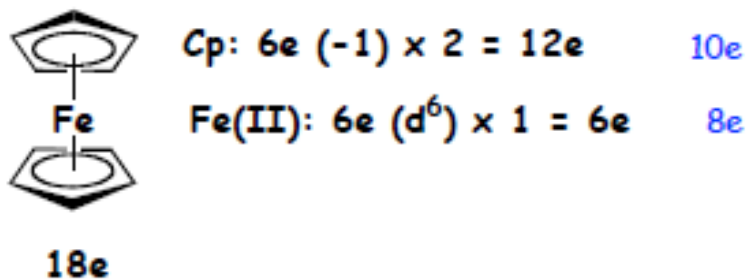 Cp: 6e (-1) x 2 = 12e 10e
Fe
Fe(II): 6e (d⁶) x 1 = 6e 8e
18e